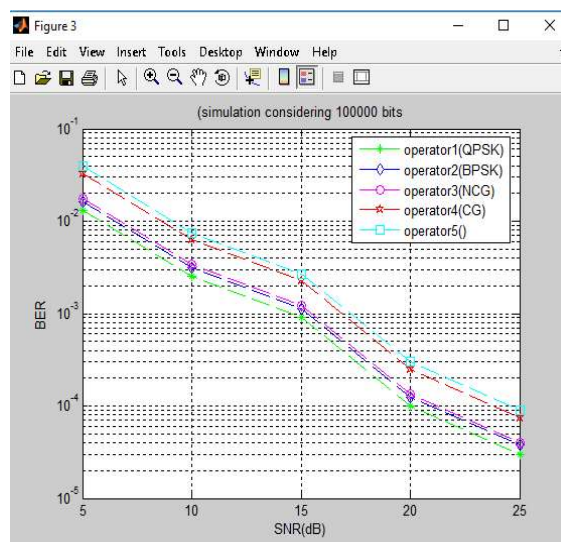 Figure 3
File Edit View Insert Tools Desktop Window Help
(simulation considering 100000 bits
10-1
10-2
10-3
10-4
10-5
BER
operator1(QPSK)
operator2(BPSK)
operator3(NCG)
operator4(CG)
operator5()
5 10 15 20 25
SNR(dB)